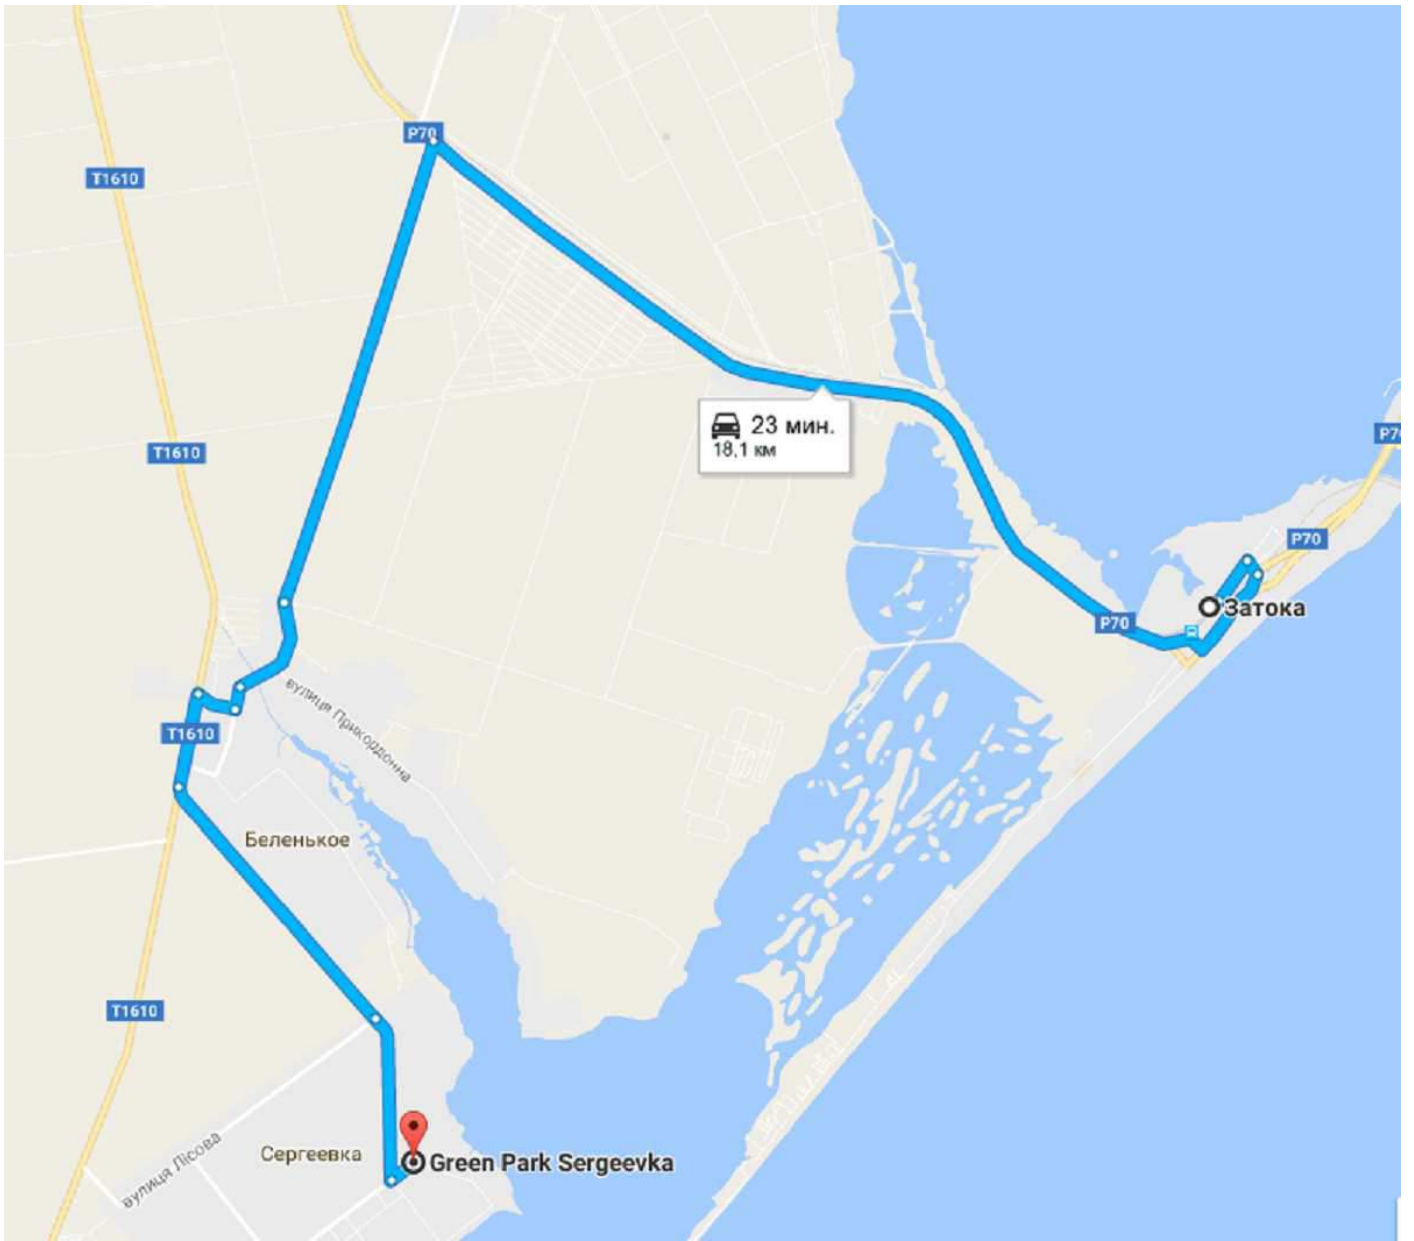 P70
T1610
23 мин.
18,1 км
P70
T1610
P70
Затока
P70
вулиця Прикордонна
T1610
Беленькое
T1610
вулиця Лісова
Сергеевка
Green Park Sergeevka